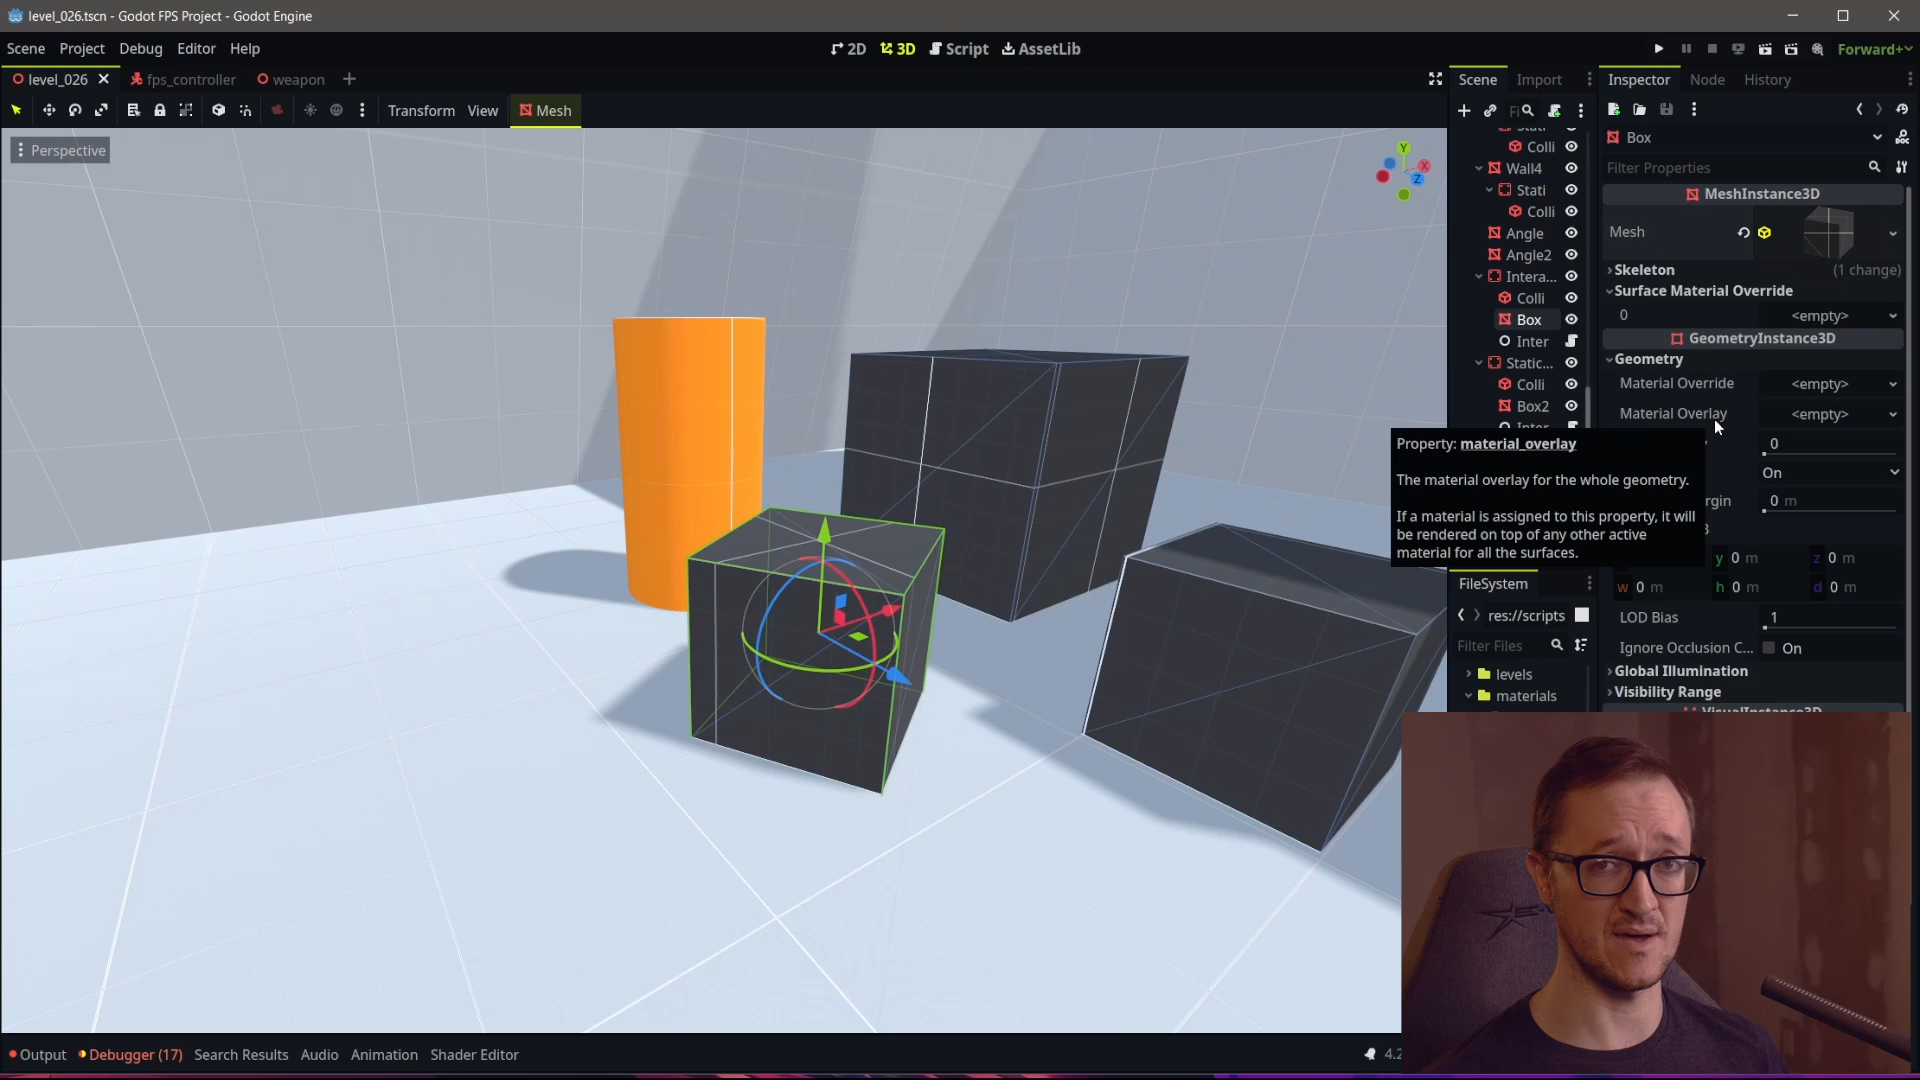 level_026.tscn - Godot FPS Project - Godot Engine
Scene Project Debug Editor Help
2D 3D Script AssetLib
Forward+
level_026 fps_controller weapon
Scene Import
Inspector Node History
Transform View Mesh
Perspective
Y
X
Z
Colli
Wall4
Stati
Colli
Angle
Angle2
Intera...
Colli
Box
Inter
Static...
Colli
Box2
Box
Filter Properties
MeshInstance3D
Mesh
Skeleton (1 change)
Surface Material Override
0 <empty>
GeometryInstance3D
Geometry
Material Override <empty>
Material Overlay <empty>
0
On
rgin 0 m
y 0 m z 0 m
w 0 m h 0 m d 0 m
LOD Bias 1
Ignore Occlusion C... On
Global Illumination
Visibility Range
VisualInstance3D
Property: material_overlay
The material overlay for the whole geometry.
If a material is assigned to this property, it will
be rendered on top of any other active
material for all the surfaces.
FileSystem
res://scripts
Filter Files
levels
materials
Output Debugger (17) Search Results Audio Animation Shader Editor
4.2